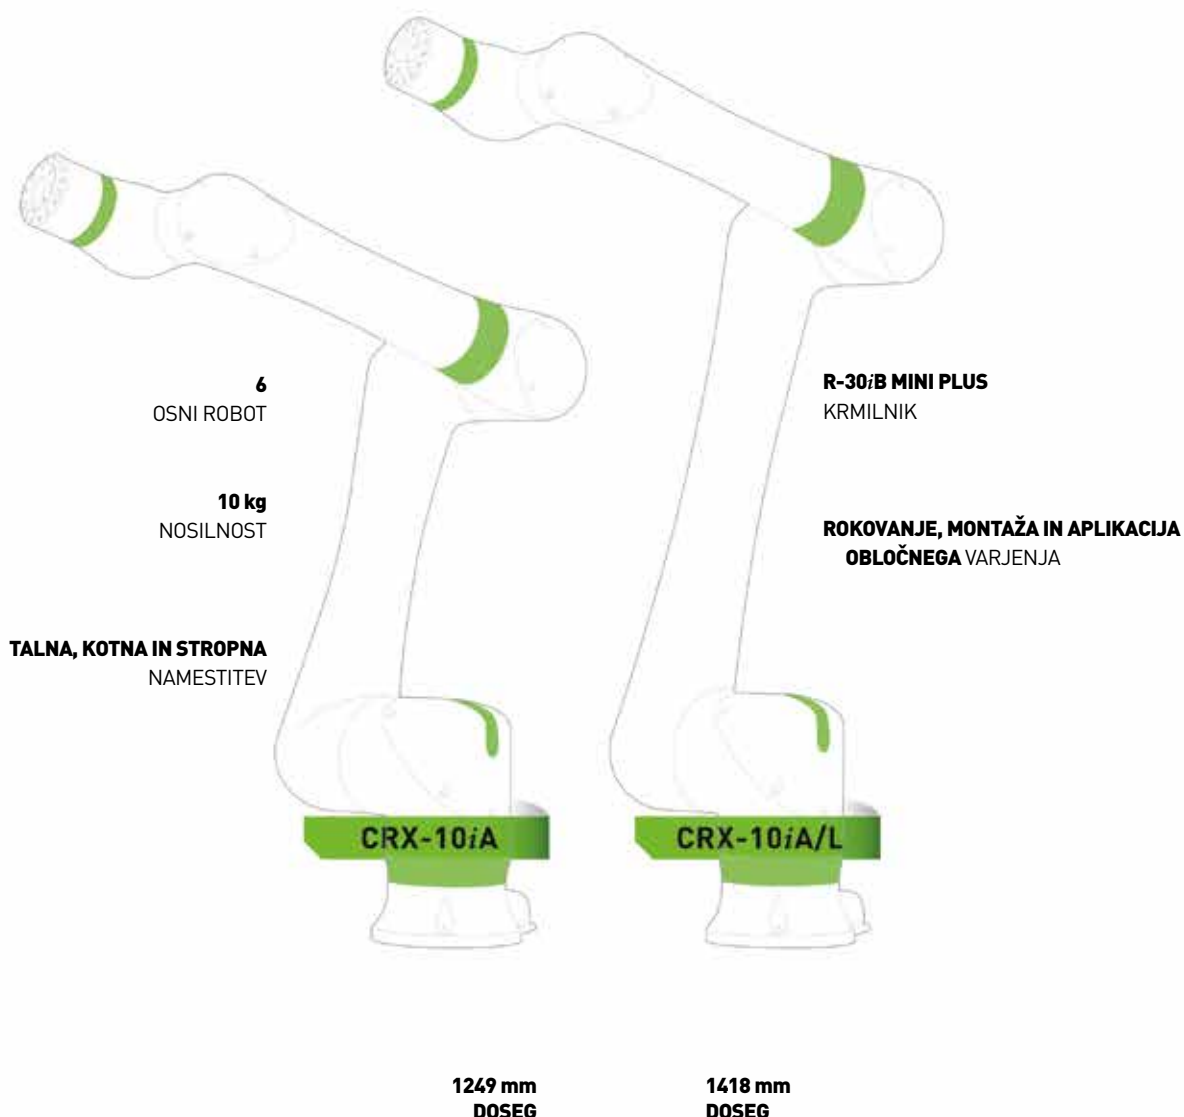 6
OSNI ROBOT
10 kg
NOSILNOST
TALNA, KOTNA IN STROPNA
NAMESTITEV
R-30iB MINI PLUS
KRMILNIK
ROKOVANJE, MONTAŽA IN APLIKACIJA
OBLOČNEGA VARJENJA
CRX-10iA
CRX-10iA/L
1249 mm
DOSEG
1418 mm
DOSEG